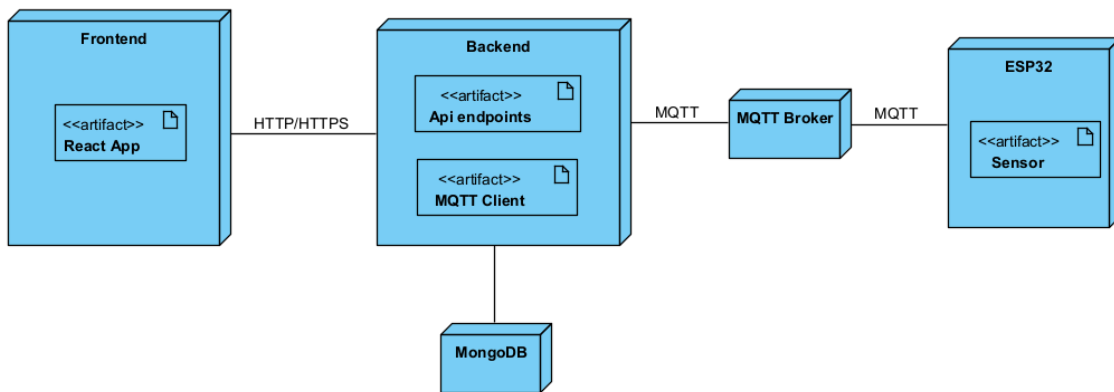 Frontend
<<artifact>>
React App
HTTP/HTTPS
Backend
<<artifact>>
Api endpoints
<<artifact>>
MQTT Client
MQTT
MQTT Broker
MQTT
ESP32
<<artifact>>
Sensor
MongoDB